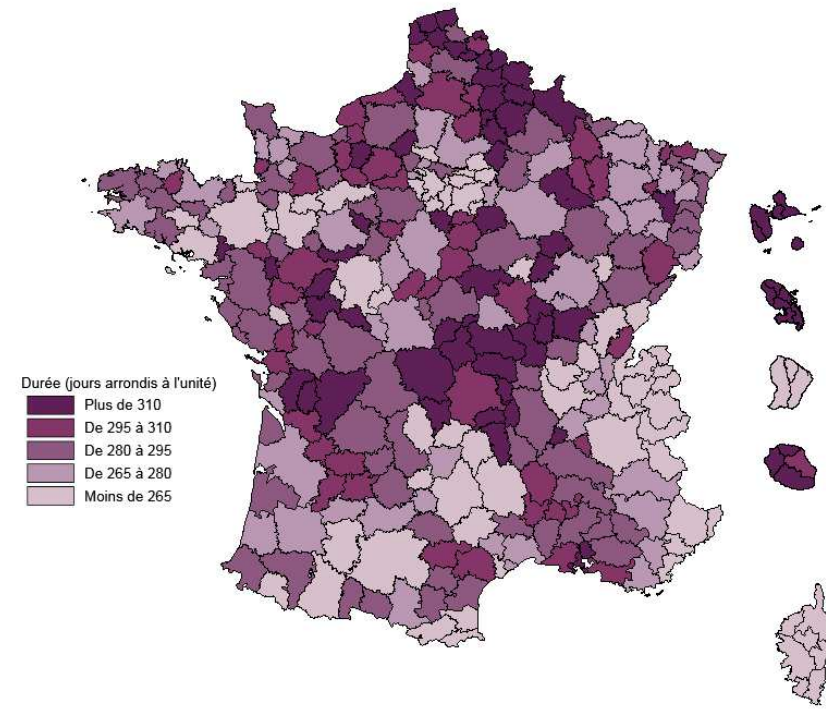 Durée (jours arrondis à l'unité)
Plus de 310
De 295 à 310
De 280 à 295
De 265 à 280
Moins de 265